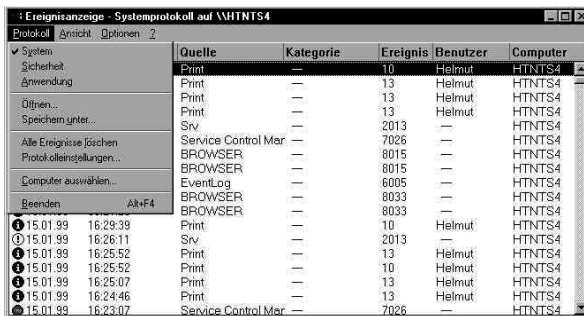 Ereignisanzeige - Systemprotokoll auf \\HTNTS4
Protokoll Ansicht Optionen ?
System
Sicherheit
Anwendung
Öffnen...
Speichern unter...
Alle Ereignisse löschen
Protokolleinstellungen...
Computer auswählen...
Beenden Alt+F4
Quelle Kategorie Ereignis Benutzer Computer
Print — 10 Helmut HTNTS4
Print — 13 Helmut HTNTS4
Print — 13 Helmut HTNTS4
Print — 13 Helmut HTNTS4
Srv — 2013 — HTNTS4
Service Control Mar — 7026 — HTNTS4
BROWSER — 8015 — HTNTS4
BROWSER — 8015 — HTNTS4
EventLog — 6005 — HTNTS4
BROWSER — 8033 — HTNTS4
BROWSER — 8033 — HTNTS4
15.01.99 16:29:39 Print — 10 Helmut HTNTS4
15.01.99 16:26:11 Srv — 2013 — HTNTS4
15.01.99 16:25:52 Print — 13 Helmut HTNTS4
15.01.99 16:25:52 Print — 10 Helmut HTNTS4
15.01.99 16:25:07 Print — 13 Helmut HTNTS4
15.01.99 16:24:46 Print — 13 Helmut HTNTS4
15.01.99 16:23:07 Service Control Mar — 7026 — HTNTS4